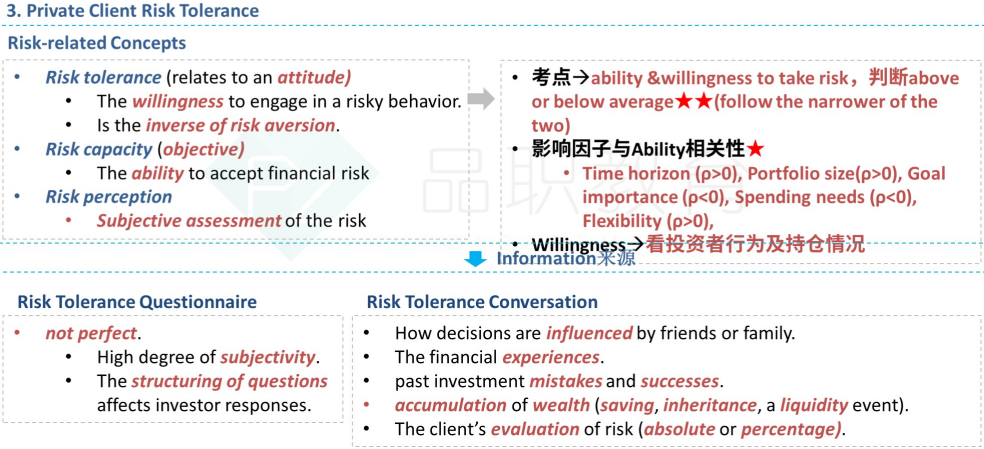 3. Private Client Risk Tolerance
Risk-related Concepts
• Risk tolerance (relates to an attitude)
• The willingness to engage in a risky behavior.
• Is the inverse of risk aversion.
• Risk capacity (objective)
• The ability to accept financial risk
• Risk perception
• Subjective assessment of the risk
• 考点→ability &willingness to take risk，判断above
or below average★★(follow the narrower of the
two)
• 影响因子与Ability相关性★
• Time horizon (ρ>0), Portfolio size(ρ>0), Goal
importance (ρ<0), Spending needs (ρ<0),
Flexibility (ρ>0),
• Willingness→看投资者行为及持仓情况
品职教育
Information来源
Risk Tolerance Questionnaire
• not perfect.
• High degree of subjectivity.
• The structuring of questions
affects investor responses.
Risk Tolerance Conversation
• How decisions are influenced by friends or family.
• The financial experiences.
• past investment mistakes and successes.
• accumulation of wealth (saving, inheritance, a liquidity event).
• The client's evaluation of risk (absolute or percentage).